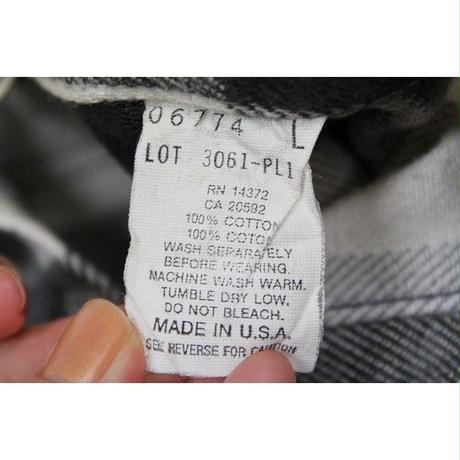 06774 L
LOT 3061-PL1
RN 14372
CA 20592
100% COTTON
100% COTON
WASH SEPARATELY
BEFORE WEARING.
MACHINE WASH WARM.
TUMBLE DRY LOW.
DO NOT BLEACH.
MADE IN U.S.A.
SEE REVERSE FOR CAUTION